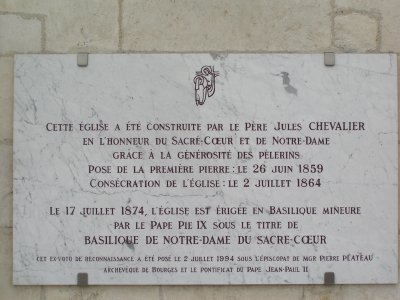 Cette église a été construite par le Père Jules CHEVALIER
en l'honneur du Sacré-Cœur et de Notre-Dame
grâce à la générosité des pèlerins
Pose de la première pierre : le 26 juin 1859
Consécration de l'église : le 2 juillet 1864
Le 17 juillet 1874, l'église est érigée en Basilique mineure
par le Pape Pie IX sous le titre de
BASILIQUE DE NOTRE-DAME DU SACRÉ-CŒUR
Cet ex-voto de reconnaissance a été posé le 2 juillet 1994 sous l'épiscopat de Mgr Pierre PLATEAU
archevêque de Bourges et le pontificat du Pape Jean-Paul II